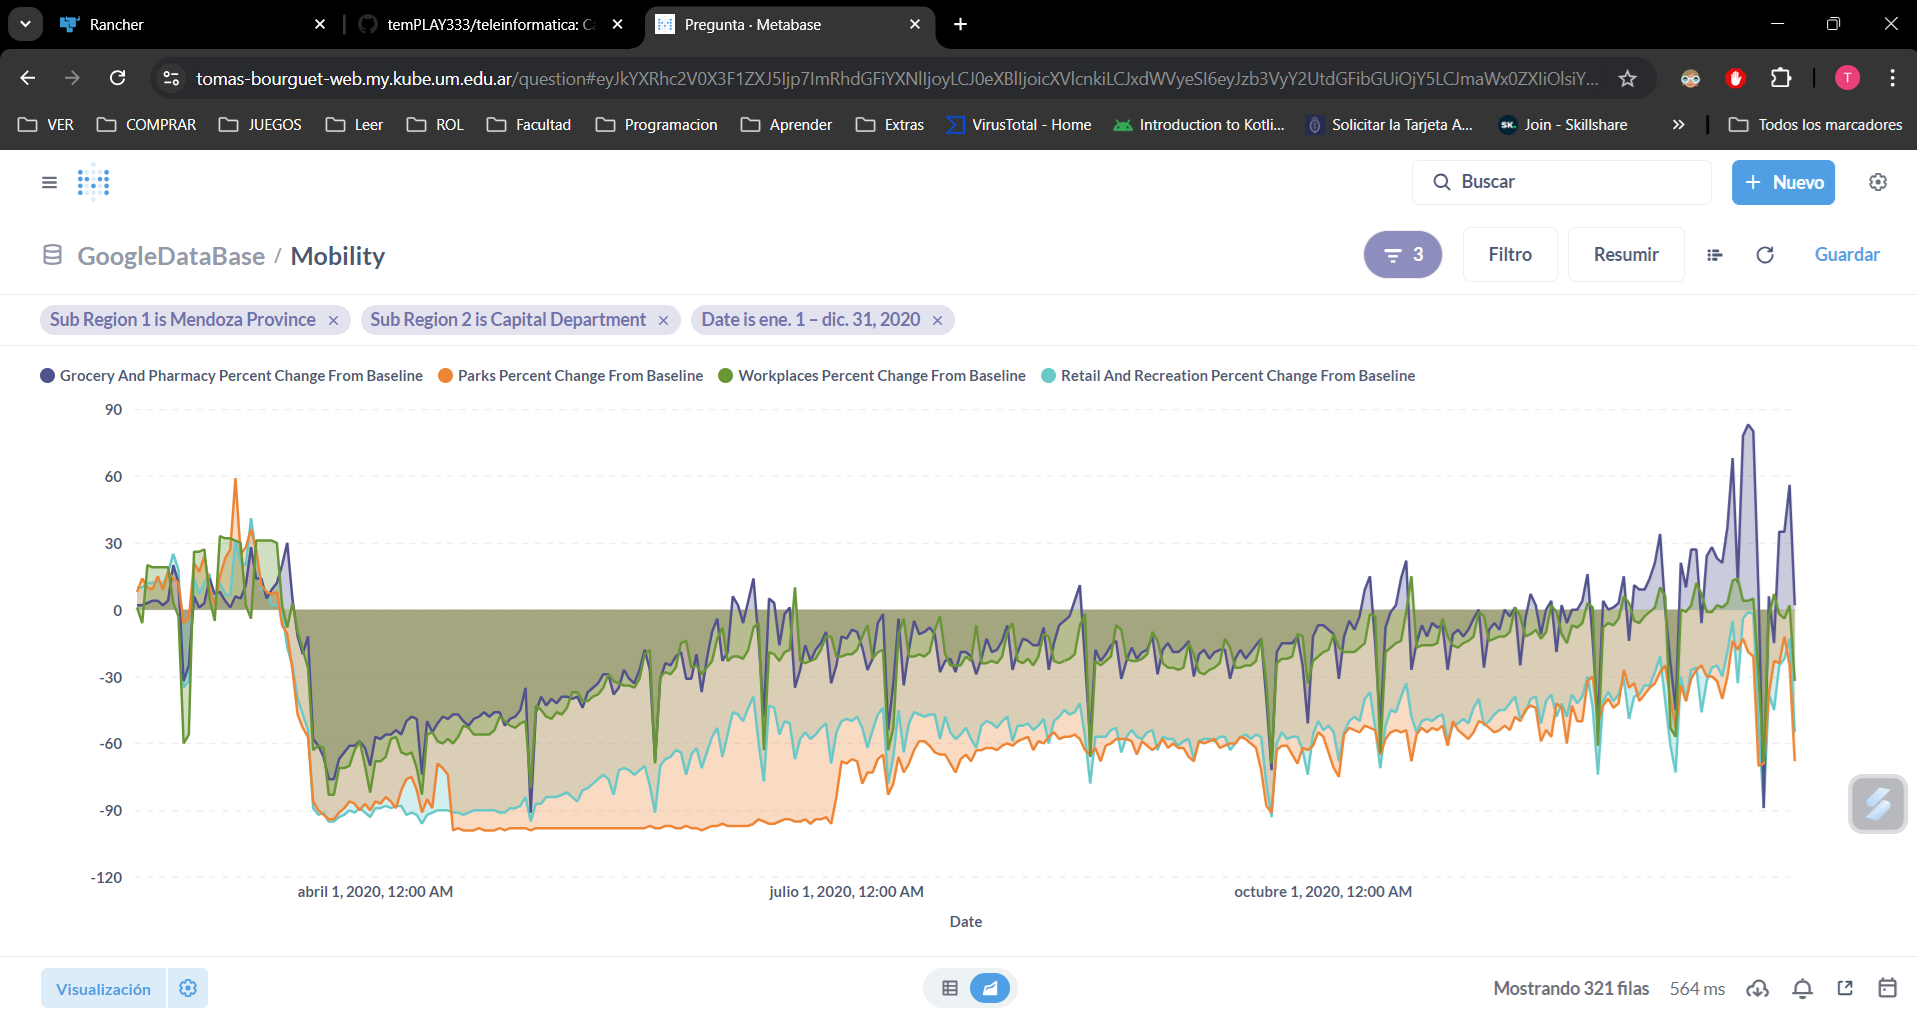 Rancher
temPLAY333/teleinformatica: Ca
Pregunta · Metabase
tomas-bourguet-web.my.kube.um.edu.ar/question#eyJkYXRhc2V0X3F1ZXJ5Ijp7ImRhdGFiYXNlIjoyLCJ0eXBlIjoicXVlcnkiLCJxdWVyeSI6eyJzb3VyY2UtdGFibGUiOjY5LCJmaWx0ZXIiOlsiY...
T
VER
COMPRAR
JUEGOS
Leer
ROL
Facultad
Programacion
Aprender
Extras
VirusTotal - Home
Introduction to Kotli...
Solicitar la Tarjeta A...
SK. Join - Skillshare
Todos los marcadores
Buscar
+ Nuevo
GoogleDataBase / Mobility
3
Filtro
Resumir
Guardar
Sub Region 1 is Mendoza Province
Sub Region 2 is Capital Department
Date is ene. 1 – dic. 31, 2020
Grocery And Pharmacy Percent Change From Baseline
Parks Percent Change From Baseline
Workplaces Percent Change From Baseline
Retail And Recreation Percent Change From Baseline
90
60
30
0
-30
-60
-90
-120
abril 1, 2020, 12:00 AM
julio 1, 2020, 12:00 AM
octubre 1, 2020, 12:00 AM
Date
Visualización
Mostrando 321 filas
564 ms